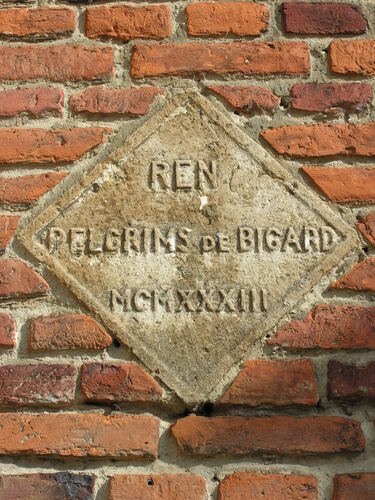 REN
PELGRIMS DE BIGARD
MCMXXXIII